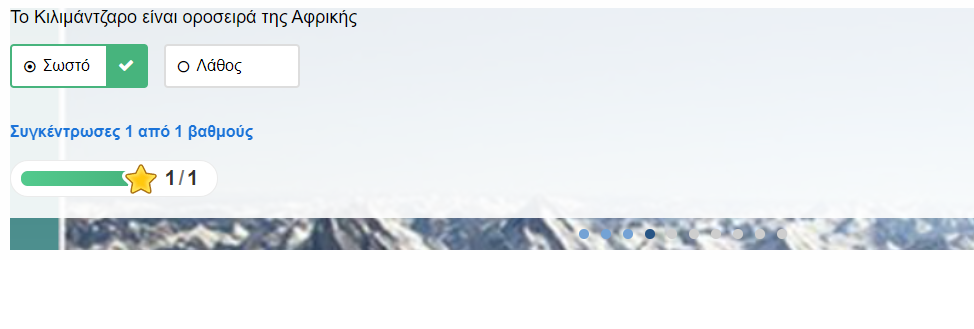 Το Κιλιμάντζαρο είναι οροσειρά της Αφρικής
Σωστό
Λάθος
Συγκέντρωσες 1 από 1 βαθμούς
1/1